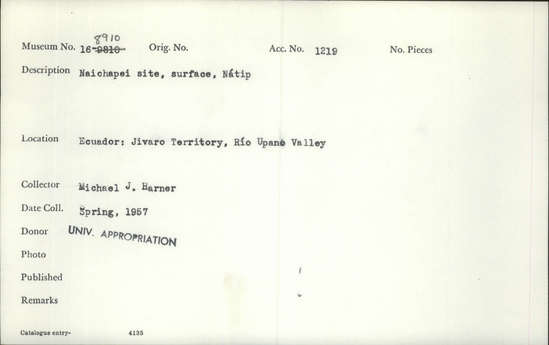 8910
Museum No. 16-9810 Orig. No. Acc. No. 1219 No. Pieces
Description Naichapei site, surface, Nátip
Location Ecuador: Jivaro Territory, Río Upano Valley
Collector Michael J. Harner
Date Coll. Spring, 1957
Donor UNIV. APPROPRIATION
Photo
Published
Remarks
Catalogue entry- 4135